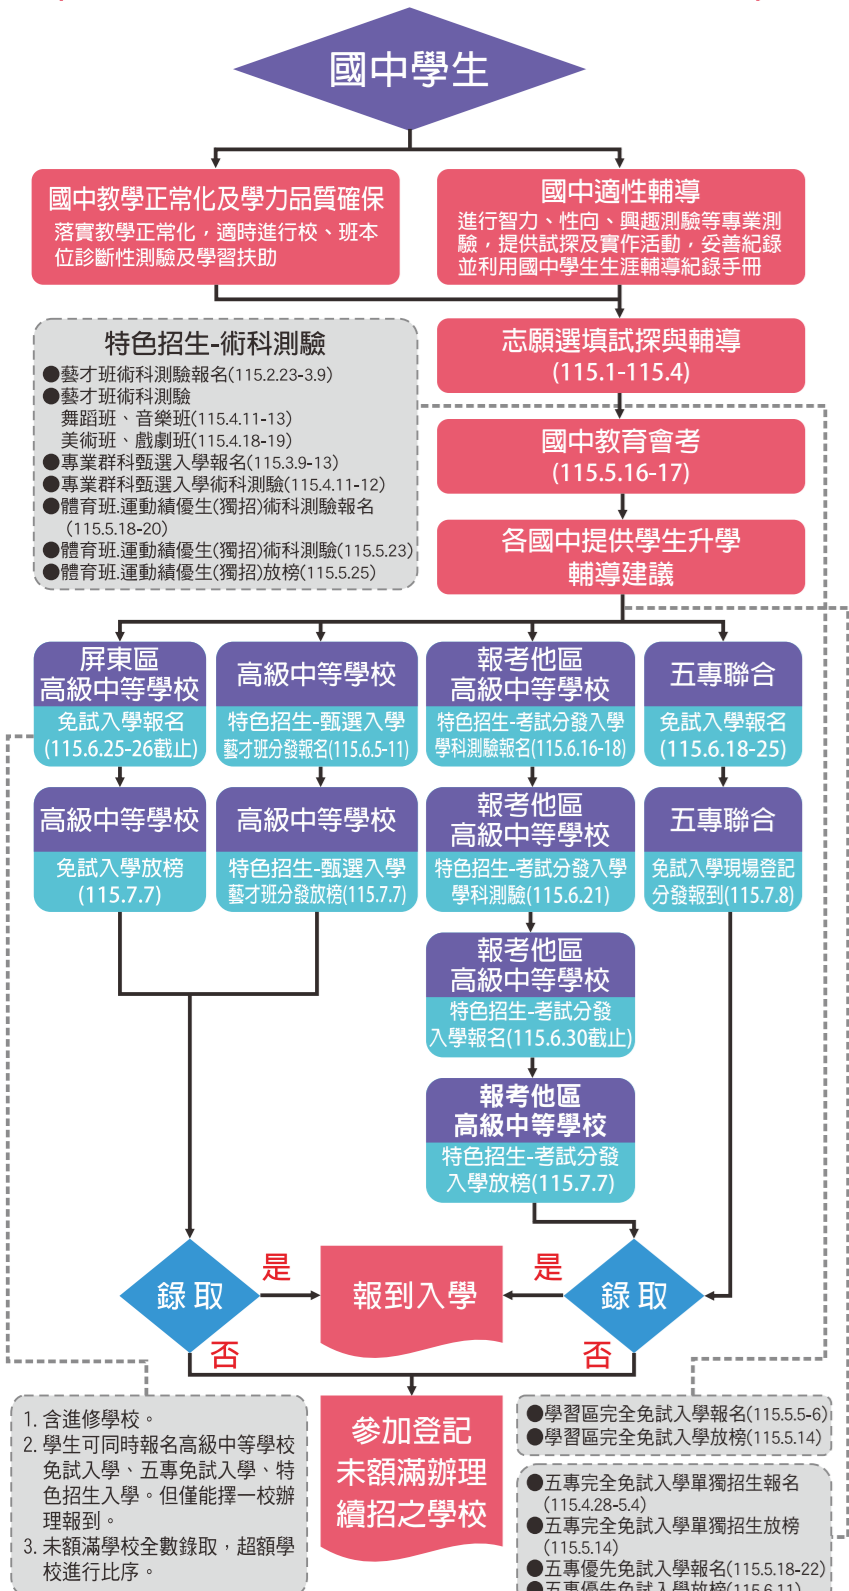 國中學生
國中教學正常化及學力品質確保
落實教學正常化，適時進行校、班本
位診斷性測驗及學習扶助
國中適性輔導
進行智力、性向、興趣測驗等專業測
驗，提供試探及實作活動，妥善紀錄
並利用國中學生生涯輔導紀錄手冊
特色招生-術科測驗
●藝才班術科測驗報名(115.2.23-3.9)
●藝才班術科測驗
舞蹈班、音樂班(115.4.11-13)
美術班、戲劇班(115.4.18-19)
●專業群科甄選入學報名(115.3.9-13)
●專業群科甄選入學術科測驗(115.4.11-12)
●體育班.運動績優生(獨招)術科測驗報名
(115.5.18-20)
●體育班.運動績優生(獨招)術科測驗(115.5.23)
●體育班.運動績優生(獨招)放榜(115.5.25)
志願選填試探與輔導
(115.1-115.4)
國中教育會考
(115.5.16-17)
各國中提供學生升學
輔導建議
屏東區
高級中等學校
免試入學報名
(115.6.25-26截止)
高級中等學校
特色招生-甄選入學
藝才班分發報名(115.6.5-11)
報考他區
高級中等學校
特色招生-考試分發入學
學科測驗報名(115.6.16-18)
五專聯合
免試入學報名
(115.6.18-25)
高級中等學校
免試入學放榜
(115.7.7)
高級中等學校
特色招生-甄選入學
藝才班分發放榜(115.7.7)
報考他區
高級中等學校
特色招生-考試分發入學
學科測驗(115.6.21)
五專聯合
免試入學現場登記
分發報到(115.7.8)
報考他區
高級中等學校
特色招生-考試分發
入學報名(115.6.30截止)
報考他區
高級中等學校
特色招生-考試分發
入學放榜(115.7.7)
錄取
是
報到入學
是
錄取
否
否
參加登記
未額滿辦理
續招之學校
1. 含進修學校。
2. 學生可同時報名高級中等學校
免試入學、五專免試入學、特
色招生入學。但僅能擇一校辦
理報到。
3. 未額滿學校全數錄取，超額學
校進行比序。
●學習區完全免試入學報名(115.5.5-6)
●學習區完全免試入學放榜(115.5.14)
●五專完全免試入學單獨招生報名
(115.4.28-5.4)
●五專完全免試入學單獨招生放榜
(115.5.14)
●五專優先免試入學報名(115.5.18-22)
●五專優先免試入學放榜(115.6.11)